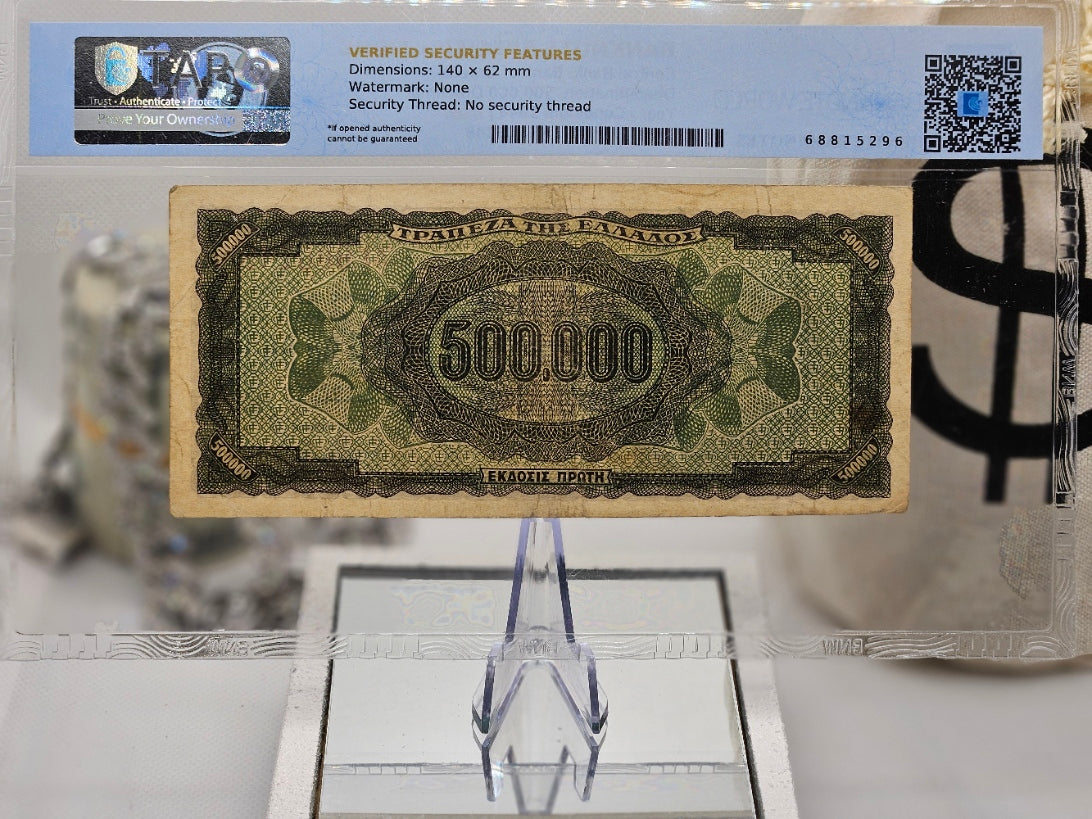 TAPO
Trust • Authenticate • Protect
Prove Your Ownership
VERIFIED SECURITY FEATURES
Dimensions: 140 × 62 mm
Watermark: None
Security Thread: No security thread
*If opened authenticity
cannot be guaranteed
68815296
500000
ΤΡΑΠΕΖΑ ΤΗΣ ΕΛΛΑΔΟΣ
500000
500.000
500000
ΕΚΔΟΣΙΣ ΠΡΩΤΗ
500000
$